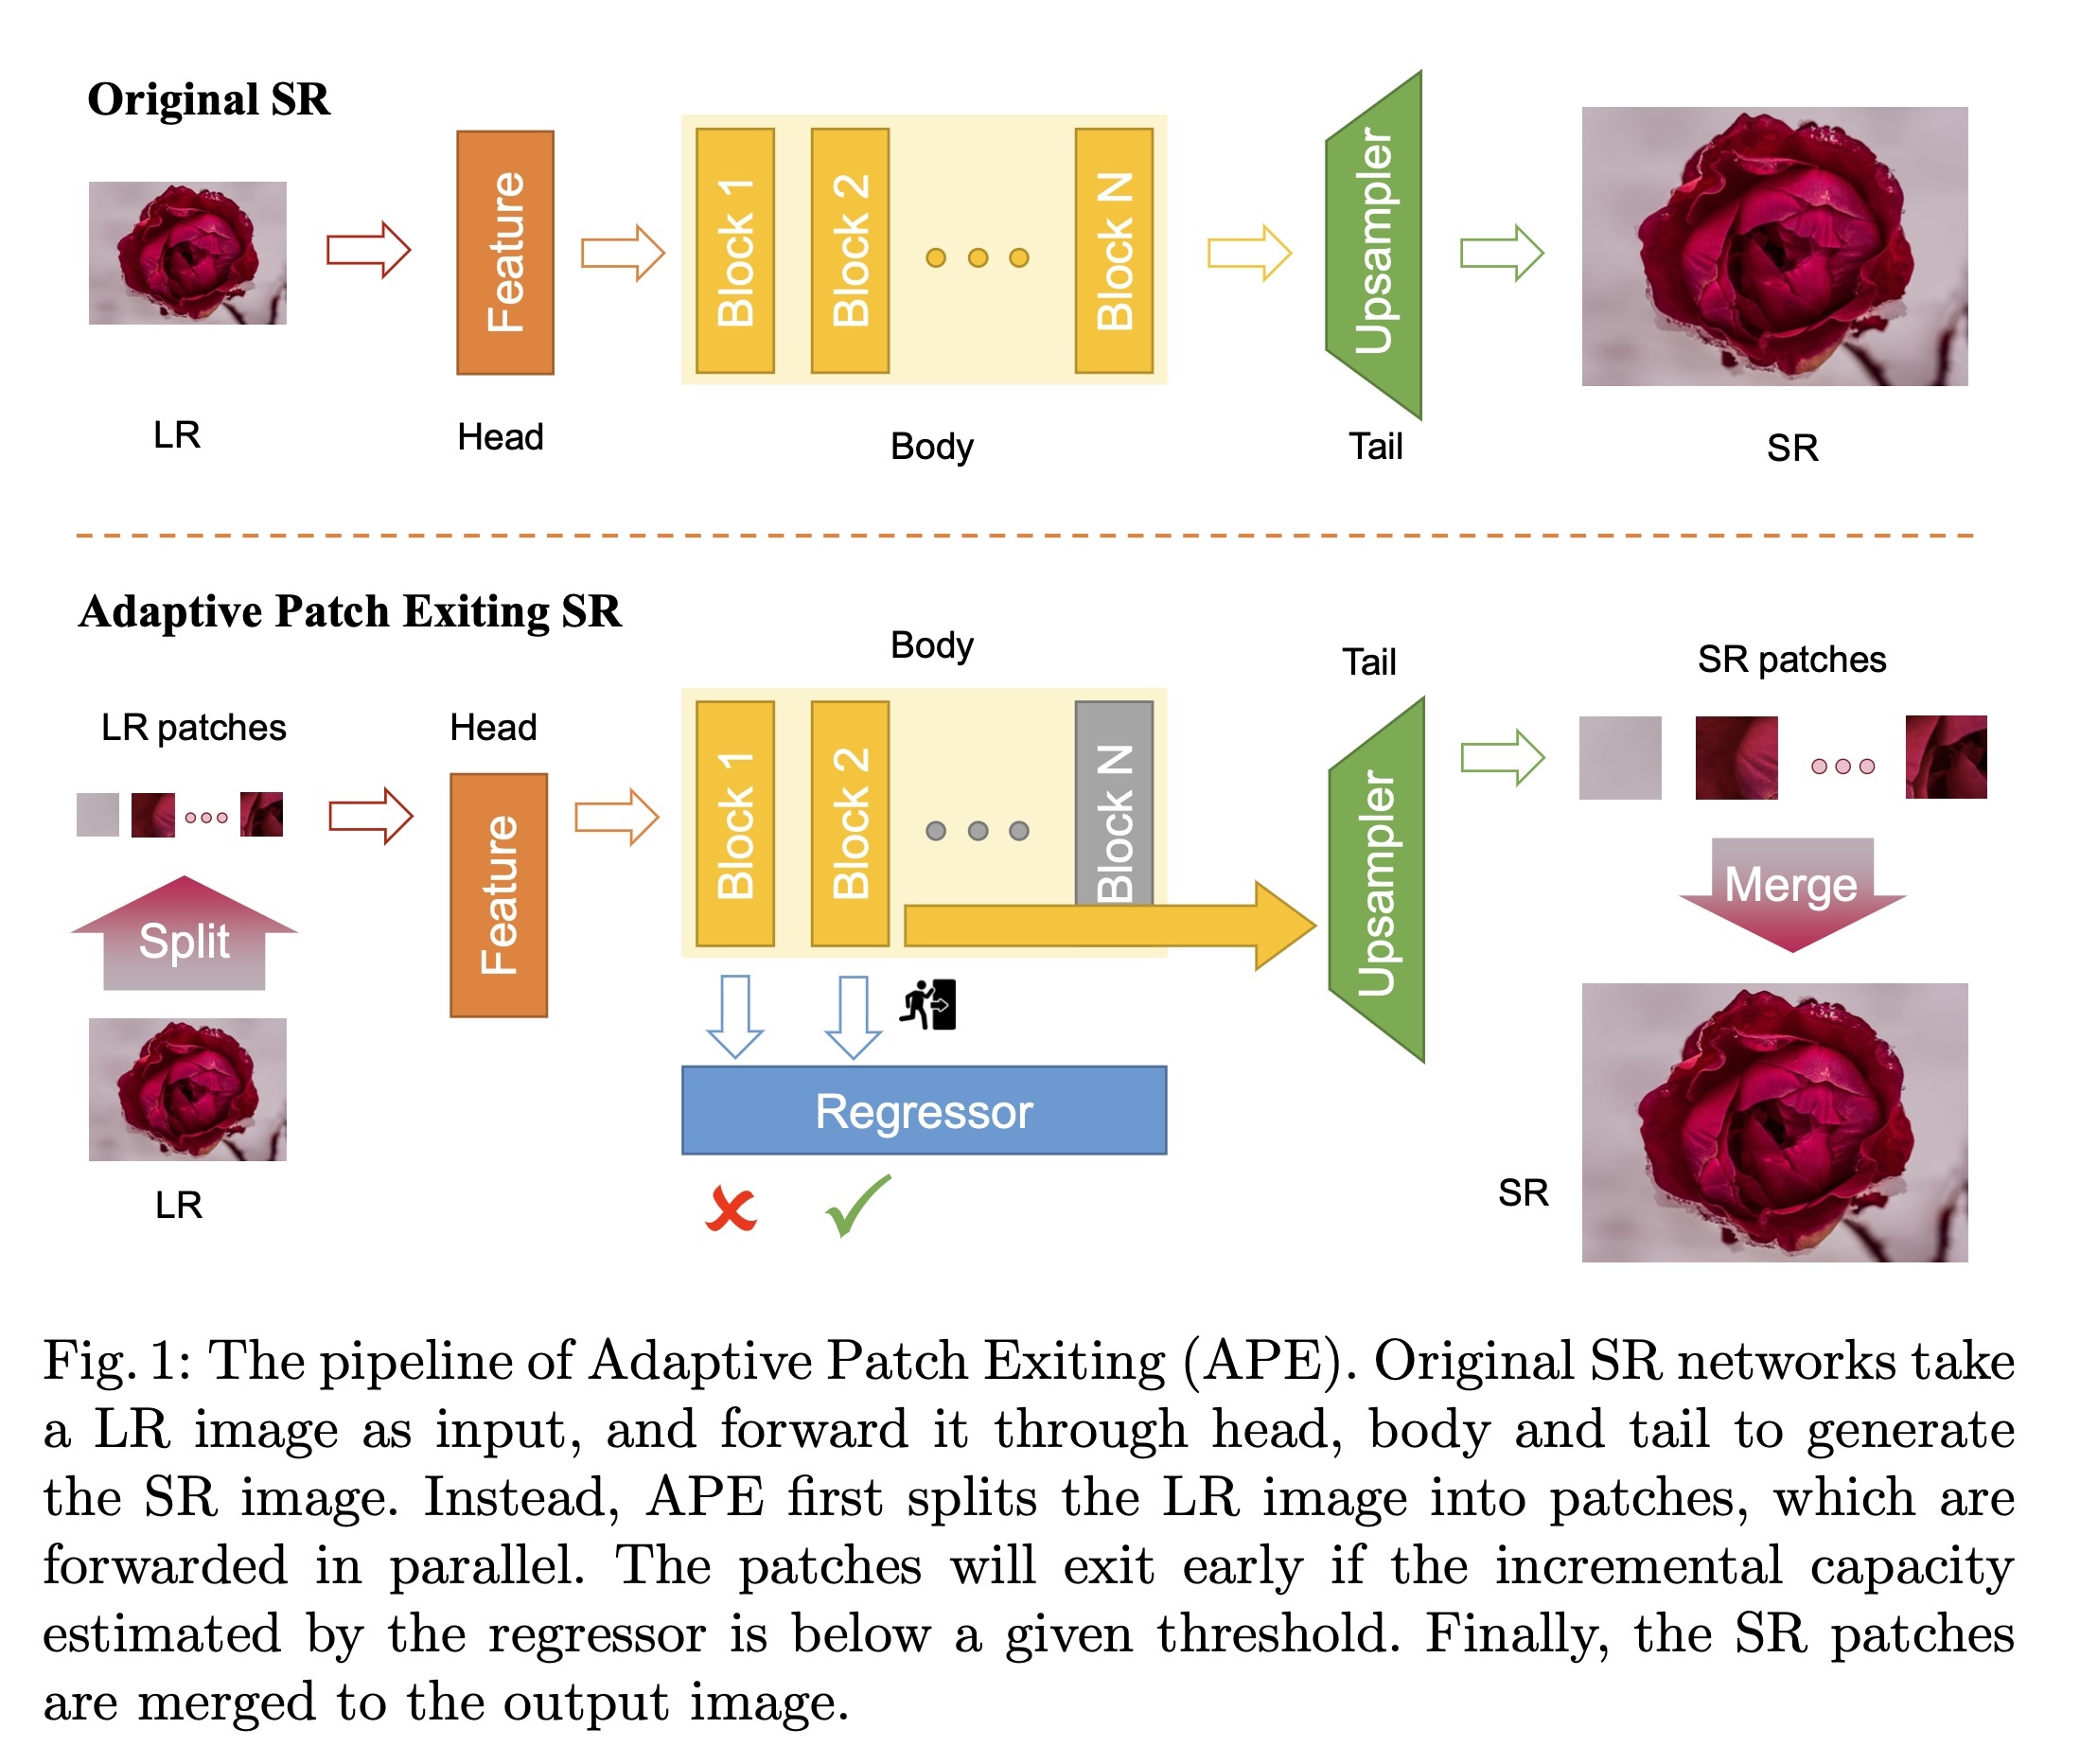 Original SR
Feature
Block 1
Block 2
Block N
Upsampler
LR
Head
Body
Tail
SR
Adaptive Patch Exiting SR
Body
Tail
SR patches
LR patches
Head
Feature
Block 1
Block 2
Block N
Upsampler
Merge
Split
Regressor
LR
SR
Fig. 1: The pipeline of Adaptive Patch Exiting (APE). Original SR networks take
a LR image as input, and forward it through head, body and tail to generate
the SR image. Instead, APE first splits the LR image into patches, which are
forwarded in parallel. The patches will exit early if the incremental capacity
estimated by the regressor is below a given threshold. Finally, the SR patches
are merged to the output image.